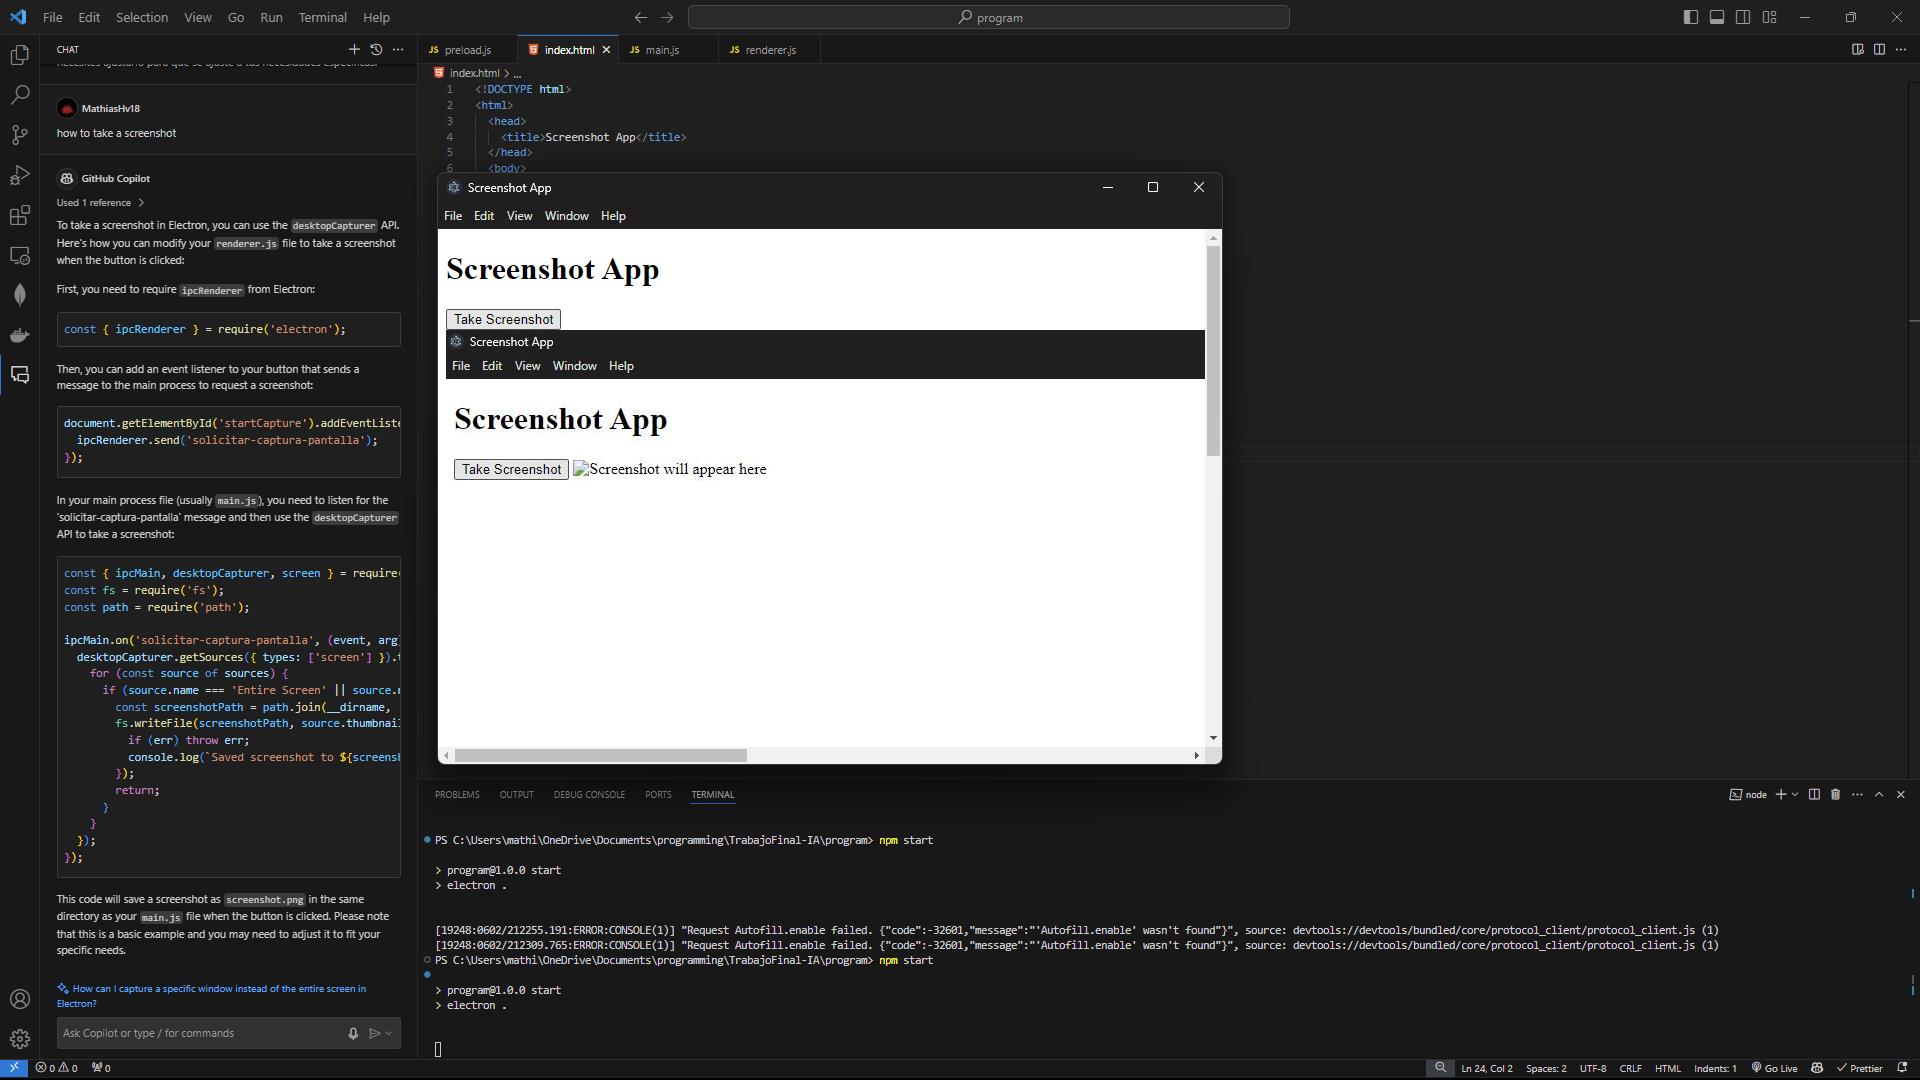 File Edit Selection View Go Run Terminal Help
program
CHAT
MathiasHv18
how to take a screenshot
GitHub Copilot
Used 1 reference
To take a screenshot in Electron, you can use the desktopCapturer API.
Here's how you can modify your renderer.js file to take a screenshot
when the button is clicked:
First, you need to require ipcRenderer from Electron:
const { ipcRenderer } = require('electron');
Then, you can add an event listener to your button that sends a
message to the main process to request a screenshot:
document.getElementById('startCapture').addEventListe
ipcRenderer.send('solicitar-captura-pantalla');
});
In your main process file (usually main.js), you need to listen for the
'solicitar-captura-pantalla' message and then use the desktopCapturer
API to take a screenshot:
const { ipcMain, desktopCapturer, screen } = require(
const fs = require('fs');
const path = require('path');
ipcMain.on('solicitar-captura-pantalla', (event, arg)
desktopCapturer.getSources({ types: ['screen'] }).t
for (const source of sources) {
if (source.name === 'Entire Screen' || source.n
const screenshotPath = path.join(__dirname,
fs.writeFile(screenshotPath, source.thumbnail
if (err) throw err;
console.log(`Saved screenshot to ${screensh
});
return;
}
}
});
});
This code will save a screenshot as screenshot.png in the same
directory as your main.js file when the button is clicked. Please note
that this is a basic example and you may need to adjust it to fit your
specific needs.
How can I capture a specific window instead of the entire screen in
Electron?
Ask Copilot or type / for commands
JS preload.js
index.html
JS main.js
JS renderer.js
index.html > ...
1 <!DOCTYPE html>
2 <html>
3 <head>
4 <title>Screenshot App</title>
5 </head>
6 <body>
Screenshot App
File Edit View Window Help
Screenshot App
Take Screenshot
Screenshot App
File Edit View Window Help
Screenshot App
Take Screenshot Screenshot will appear here
PROBLEMS OUTPUT DEBUG CONSOLE PORTS TERMINAL
node
PS C:\Users\mathi\OneDrive\Documents\programming\TrabajoFinal-IA\program> npm start
> program@1.0.0 start
> electron .
[19248:0602/212255.191:ERROR:CONSOLE(1)] "Request Autofill.enable failed. {"code":-32601,"message":"'Autofill.enable' wasn't found"}", source: devtools://devtools/bundled/core/protocol_client/protocol_client.js (1)
[19248:0602/212309.765:ERROR:CONSOLE(1)] "Request Autofill.enable failed. {"code":-32601,"message":"'Autofill.enable' wasn't found"}", source: devtools://devtools/bundled/core/protocol_client/protocol_client.js (1)
PS C:\Users\mathi\OneDrive\Documents\programming\TrabajoFinal-IA\program> npm start
> program@1.0.0 start
> electron .
0 0 0
Ln 24, Col 2 Spaces: 2 UTF-8 CRLF HTML Indents: 1 Go Live Prettier